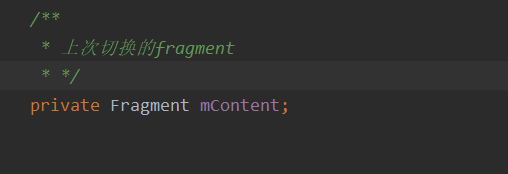 /**
* 上次切换的fragment
* */
private Fragment mContent;